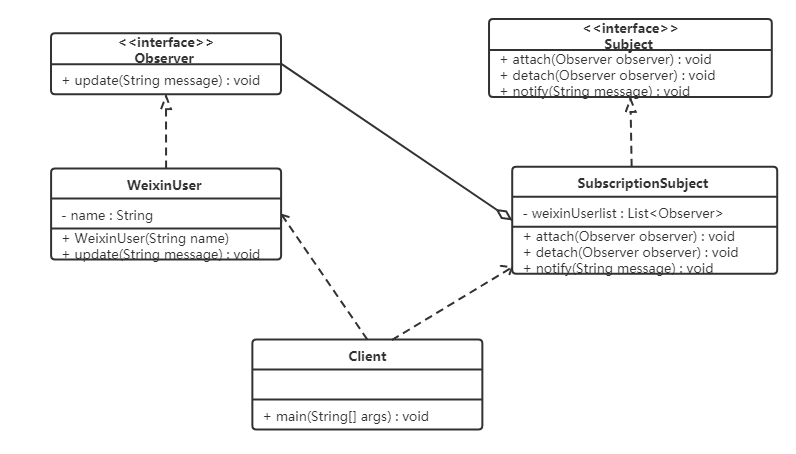 <<interface>>
Observer
+ update(String message) : void
<<interface>>
Subject
+ attach(Observer observer) : void
+ detach(Observer observer) : void
+ notify(String message) : void
WeixinUser
- name : String
+ WeixinUser(String name)
+ update(String message) : void
SubscriptionSubject
- weixinUserlist : List<Observer>
+ attach(Observer observer) : void
+ detach(Observer observer) : void
+ notify(String message) : void
Client
+ main(String[] args) : void